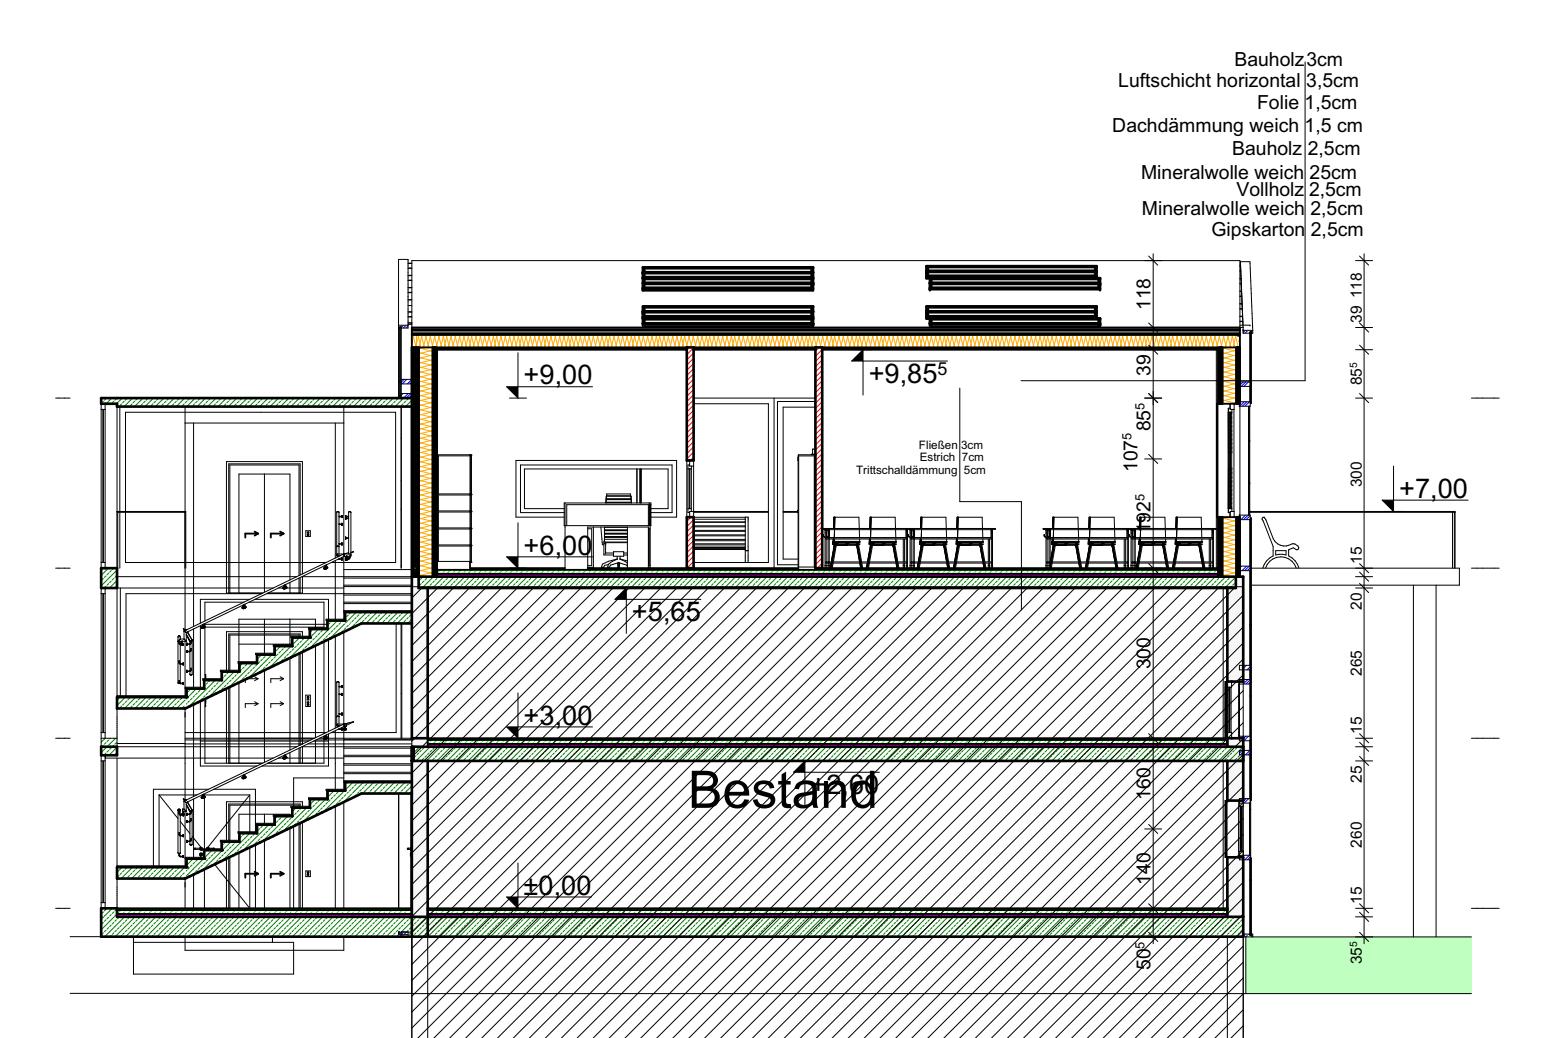 Bauholz 3cm
Luftschicht horizontal 3,5cm
Folie 1,5cm
Dachdämmung weich 1,5 cm
Bauholz 2,5cm
Mineralwolle weich 25cm
Vollholz 2,5cm
Mineralwolle weich 2,5cm
Gipskarton 2,5cm
118
39 118
39
85⁵
+9,00
+9,85⁵
85⁵
107⁵
Fließen 3cm
Estrich 7cm
Trittschalldämmung 5cm
300
+7,00
192⁵
+6,00
15
+5,65
20
300
265
+3,00
15
Bestand
+2,60
160
25
260
140
±0,00
15
50⁵
35⁵